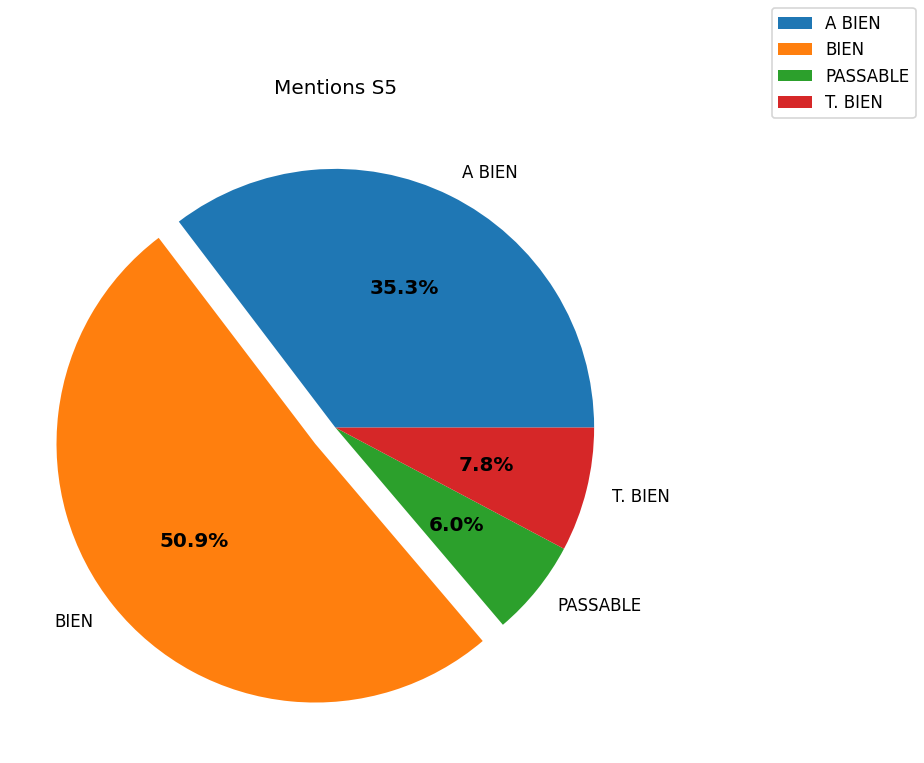 A BIEN
BIEN
PASSABLE
T. BIEN
Mentions S5
A BIEN
35.3%
7.8%
T. BIEN
6.0%
50.9%
PASSABLE
BIEN